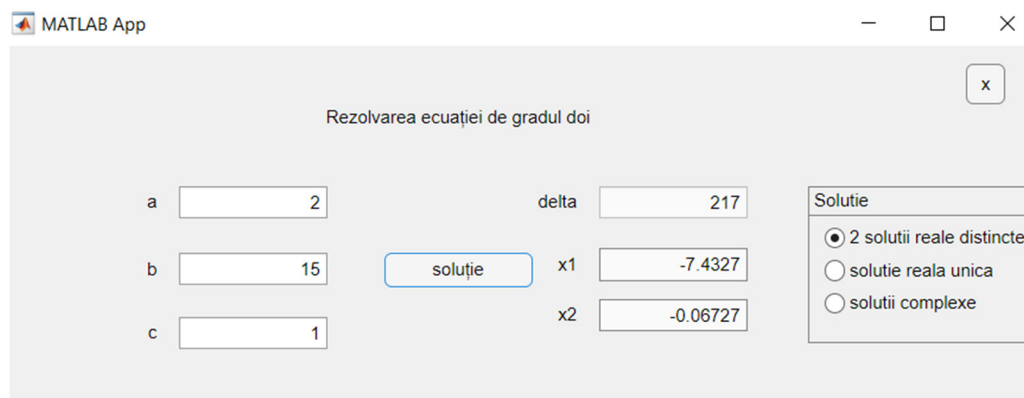 MATLAB App
x
Rezolvarea ecuației de gradul doi
a 2 delta 217 Solutie
2 solutii reale distincte
b 15 soluție x1 -7.4327 solutie reala unica
x2 -0.06727 solutii complexe
c 1